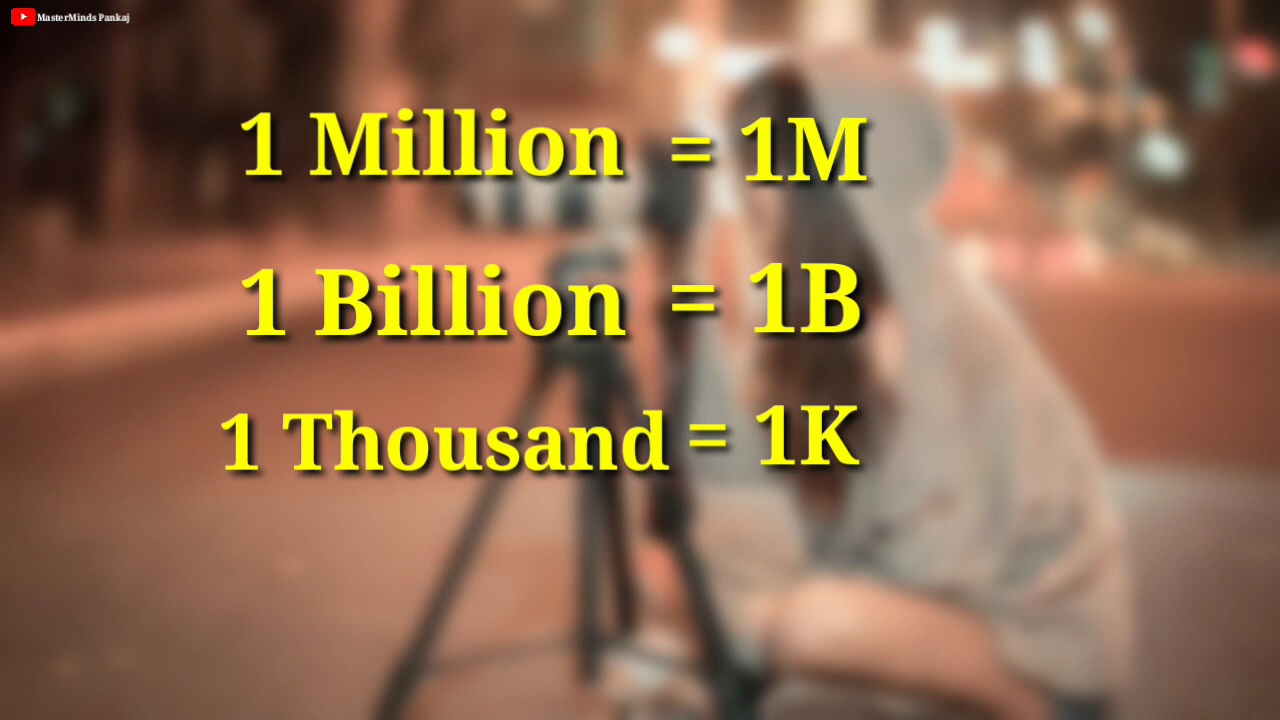 MasterMinds Pankaj
1 Million = 1M
1 Billion = 1B
1 Thousand = 1K